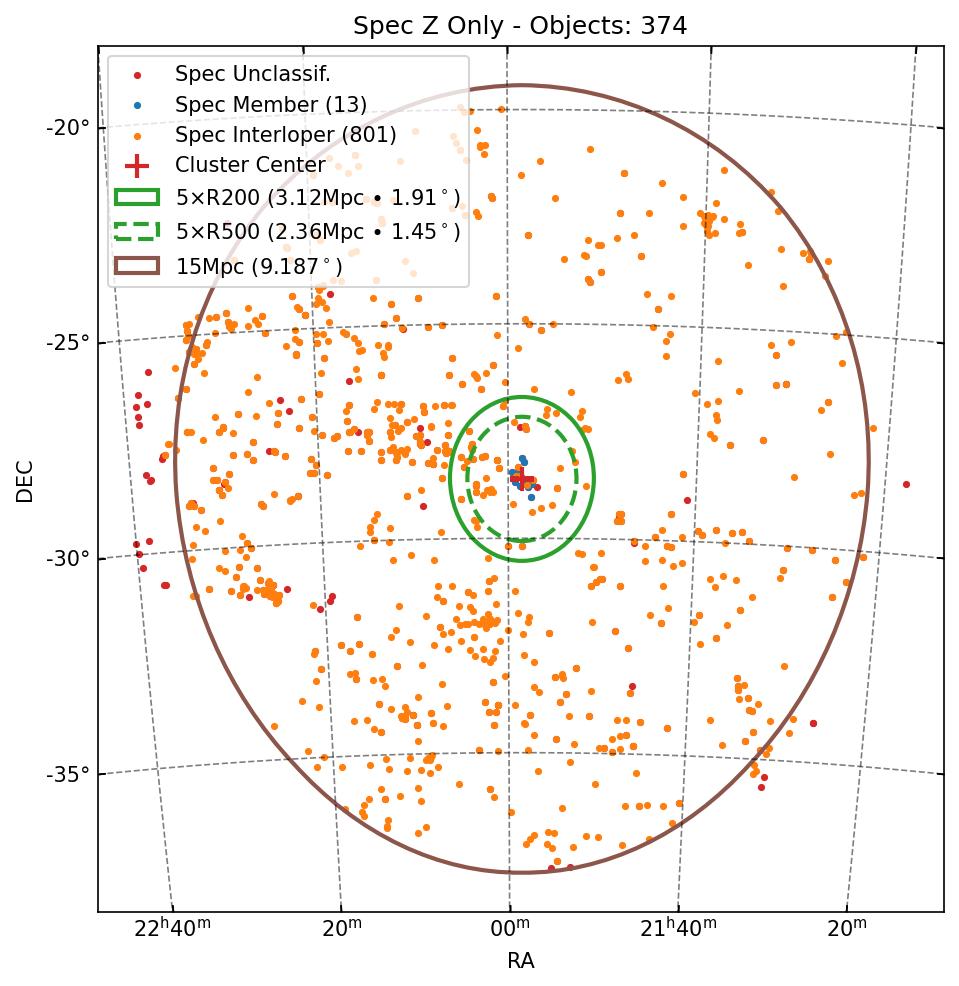 Spec Z Only - Objects: 374
Spec Unclassif.
Spec Member (13)
Spec Interloper (801)
Cluster Center
5×R200 (3.12Mpc • 1.91°)
5×R500 (2.36Mpc • 1.45°)
15Mpc (9.187°)
-20°
-25°
-30°
-35°
DEC
22ʰ40ᵐ 20ᵐ 00ᵐ 21ʰ40ᵐ 20ᵐ
RA